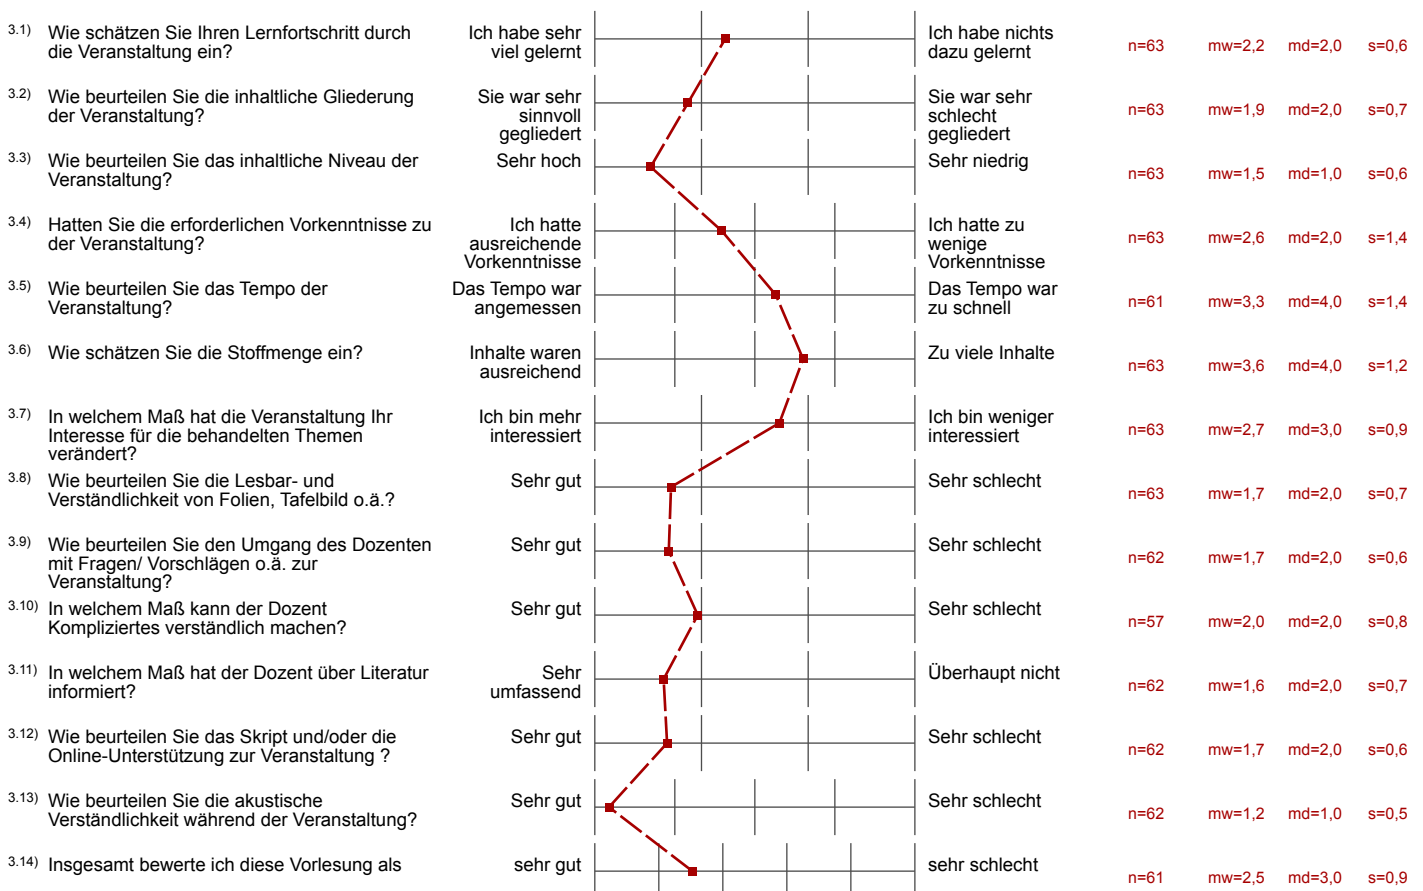 3.1) Wie schätzen Sie Ihren Lernfortschritt durch
die Veranstaltung ein?
Ich habe sehr
viel gelernt
Ich habe nichts
dazu gelernt
n=63 mw=2,2 md=2,0 s=0,6
3.2) Wie beurteilen Sie die inhaltliche Gliederung
der Veranstaltung?
Sie war sehr
sinnvoll
gegliedert
Sie war sehr
schlecht
gegliedert
n=63 mw=1,9 md=2,0 s=0,7
3.3) Wie beurteilen Sie das inhaltliche Niveau der
Veranstaltung?
Sehr hoch
Sehr niedrig
n=63 mw=1,5 md=1,0 s=0,6
3.4) Hatten Sie die erforderlichen Vorkenntnisse zu
der Veranstaltung?
Ich hatte
ausreichende
Vorkenntnisse
Ich hatte zu
wenige
Vorkenntnisse
n=63 mw=2,6 md=2,0 s=1,4
3.5) Wie beurteilen Sie das Tempo der
Veranstaltung?
Das Tempo war
angemessen
Das Tempo war
zu schnell
n=61 mw=3,3 md=4,0 s=1,4
3.6) Wie schätzen Sie die Stoffmenge ein?
Inhalte waren
ausreichend
Zu viele Inhalte
n=63 mw=3,6 md=4,0 s=1,2
3.7) In welchem Maß hat die Veranstaltung Ihr
Interesse für die behandelten Themen
verändert?
Ich bin mehr
interessiert
Ich bin weniger
interessiert
n=63 mw=2,7 md=3,0 s=0,9
3.8) Wie beurteilen Sie die Lesbar- und
Verständlichkeit von Folien, Tafelbild o.ä.?
Sehr gut
Sehr schlecht
n=63 mw=1,7 md=2,0 s=0,7
3.9) Wie beurteilen Sie den Umgang des Dozenten
mit Fragen/ Vorschlägen o.ä. zur
Veranstaltung?
Sehr gut
Sehr schlecht
n=62 mw=1,7 md=2,0 s=0,6
3.10) In welchem Maß kann der Dozent
Kompliziertes verständlich machen?
Sehr gut
Sehr schlecht
n=57 mw=2,0 md=2,0 s=0,8
3.11) In welchem Maß hat der Dozent über Literatur
informiert?
Sehr
umfassend
Überhaupt nicht
n=62 mw=1,6 md=2,0 s=0,7
3.12) Wie beurteilen Sie das Skript und/oder die
Online-Unterstützung zur Veranstaltung ?
Sehr gut
Sehr schlecht
n=62 mw=1,7 md=2,0 s=0,6
3.13) Wie beurteilen Sie die akustische
Verständlichkeit während der Veranstaltung?
Sehr gut
Sehr schlecht
n=62 mw=1,2 md=1,0 s=0,5
3.14) Insgesamt bewerte ich diese Vorlesung als
sehr gut
sehr schlecht
n=61 mw=2,5 md=3,0 s=0,9